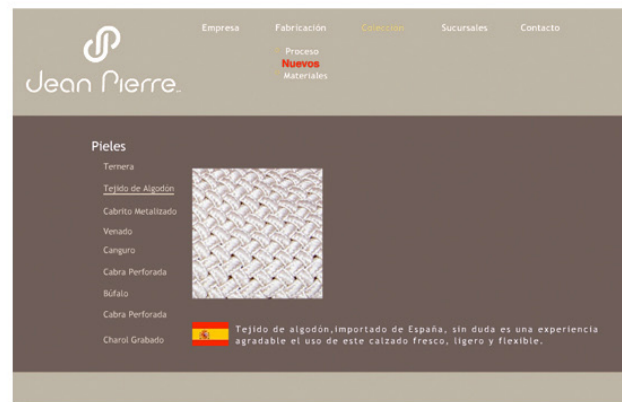 Empresa Fabricación Colección Sucursales Contacto
Proceso
Nuevos
Materiales
Jean Pierre
Pieles
Ternera
Tejido de Algodón
Cabrito Metalizado
Venado
Canguro
Cabra Perforada
Búfalo
Cabra Perforada
Charol Grabado
Tejido de algodón,importado de España, sin duda es una experiencia
agradable el uso de este calzado fresco, ligero y flexible.